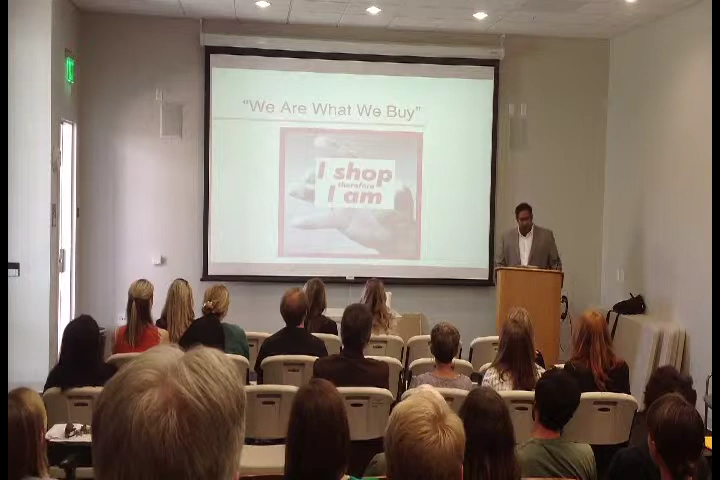 “We Are What We Buy”
I shop
therefore
I am